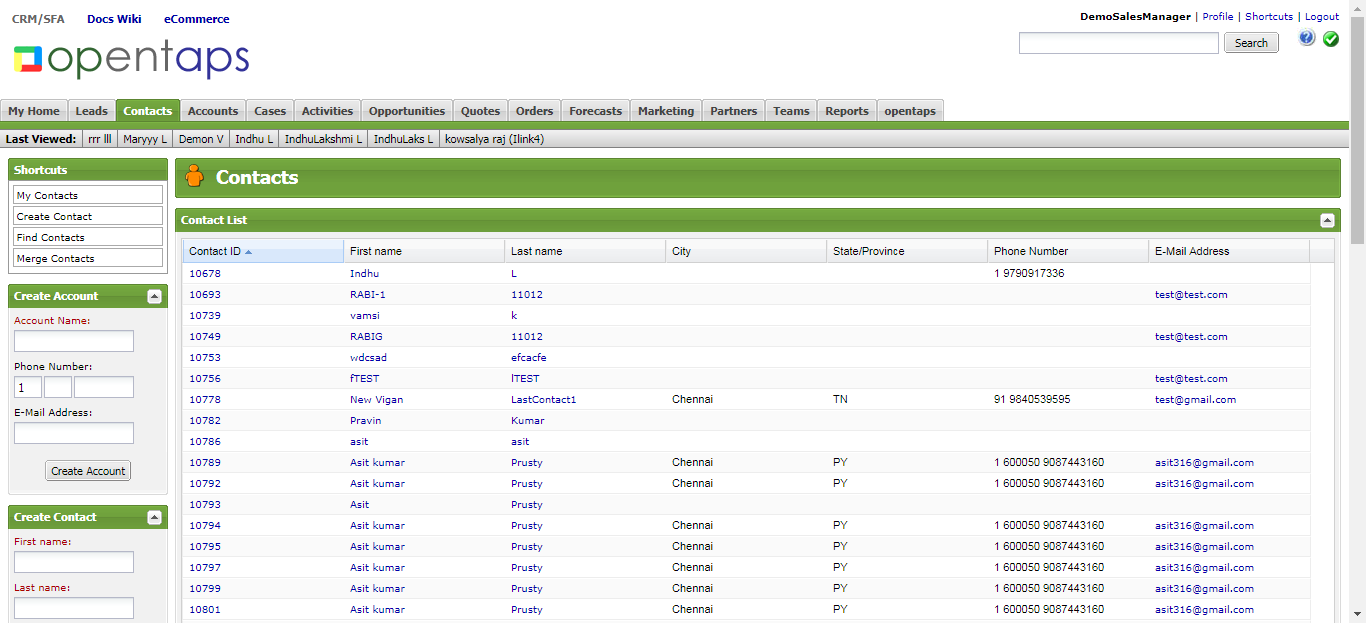 CRM/SFA Docs Wiki eCommerce
DemoSalesManager | Profile | Shortcuts | Logout
opentaps
Search
My Home Leads Contacts Accounts Cases Activities Opportunities Quotes Orders Forecasts Marketing Partners Teams Reports opentaps
Last Viewed: rrr lll Maryyy L Demon V Indhu L IndhuLakshmi L IndhuLaks L kowsalya raj (Ilink4)
Shortcuts
My Contacts
Create Contact
Find Contacts
Merge Contacts
Create Account
Account Name:
Phone Number:
1
E-Mail Address:
Create Account
Create Contact
First name:
Last name:
Contacts
Contact List
Contact ID First name Last name City State/Province Phone Number E-Mail Address
10678 Indhu L 1 9790917336
10693 RABI-1 11012 test@test.com
10739 vamsi k
10749 RABIG 11012 test@test.com
10753 wdcsad efcacfe
10756 fTEST lTEST test@test.com
10778 New Vigan LastContact1 Chennai TN 91 9840539595 test@gmail.com
10782 Pravin Kumar
10786 asit asit
10789 Asit kumar Prusty Chennai PY 1 600050 9087443160 asit316@gmail.com
10792 Asit kumar Prusty Chennai PY 1 600050 9087443160 asit316@gmail.com
10793 Asit Prusty
10794 Asit kumar Prusty Chennai PY 1 600050 9087443160 asit316@gmail.com
10795 Asit kumar Prusty Chennai PY 1 600050 9087443160 asit316@gmail.com
10797 Asit kumar Prusty Chennai PY 1 600050 9087443160 asit316@gmail.com
10799 Asit kumar Prusty Chennai PY 1 600050 9087443160 asit316@gmail.com
10801 Asit kumar Prusty Chennai PY 1 600050 9087443160 asit316@gmail.com